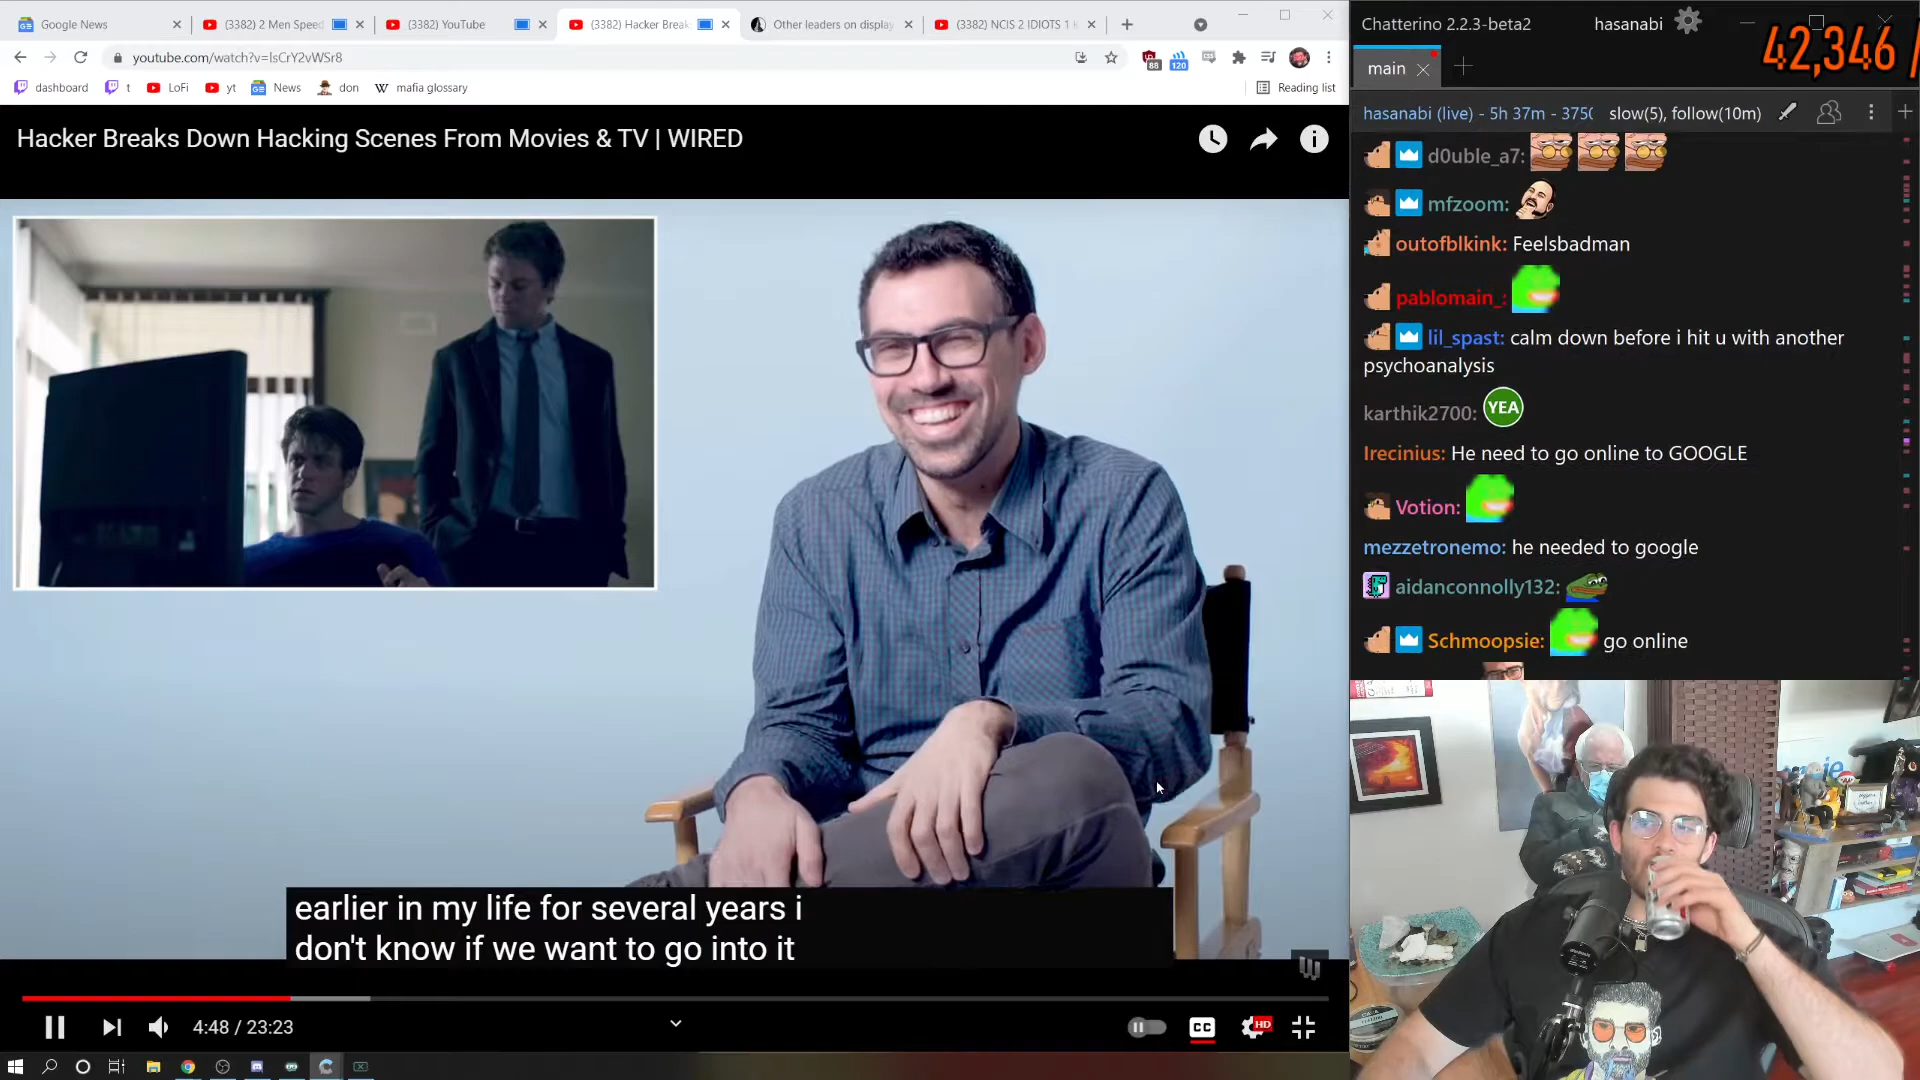 Google News
(3382) 2 Men Speed
(3382) YouTube
(3382) Hacker Break
Other leaders on display
(3382) NCIS 2 IDIOTS 1
youtube.com/watch?v=lsCrY2vWSr8
88
120
dashboard
t
LoFi
yt
News
don
W
mafia glossary
Reading list
Hacker Breaks Down Hacking Scenes From Movies & TV | WIRED
earlier in my life for several years i
don't know if we want to go into it
4:48 / 23:23
CC
HD
Chatterino 2.2.3-beta2
hasanabi
42,346 /
main
hasanabi (live) - 5h 37m - 375
slow(5), follow(10m)
d0uble_a7:
mfzoom:
outofblkink: Feelsbadman
pablomain_:
lil_spast: calm down before i hit u with another
psychoanalysis
karthik2700: YEA
Irecinius: He need to go online to GOOGLE
Votion:
mezzetronemo: he needed to google
aidanconnolly132:
Schmoopsie: go online